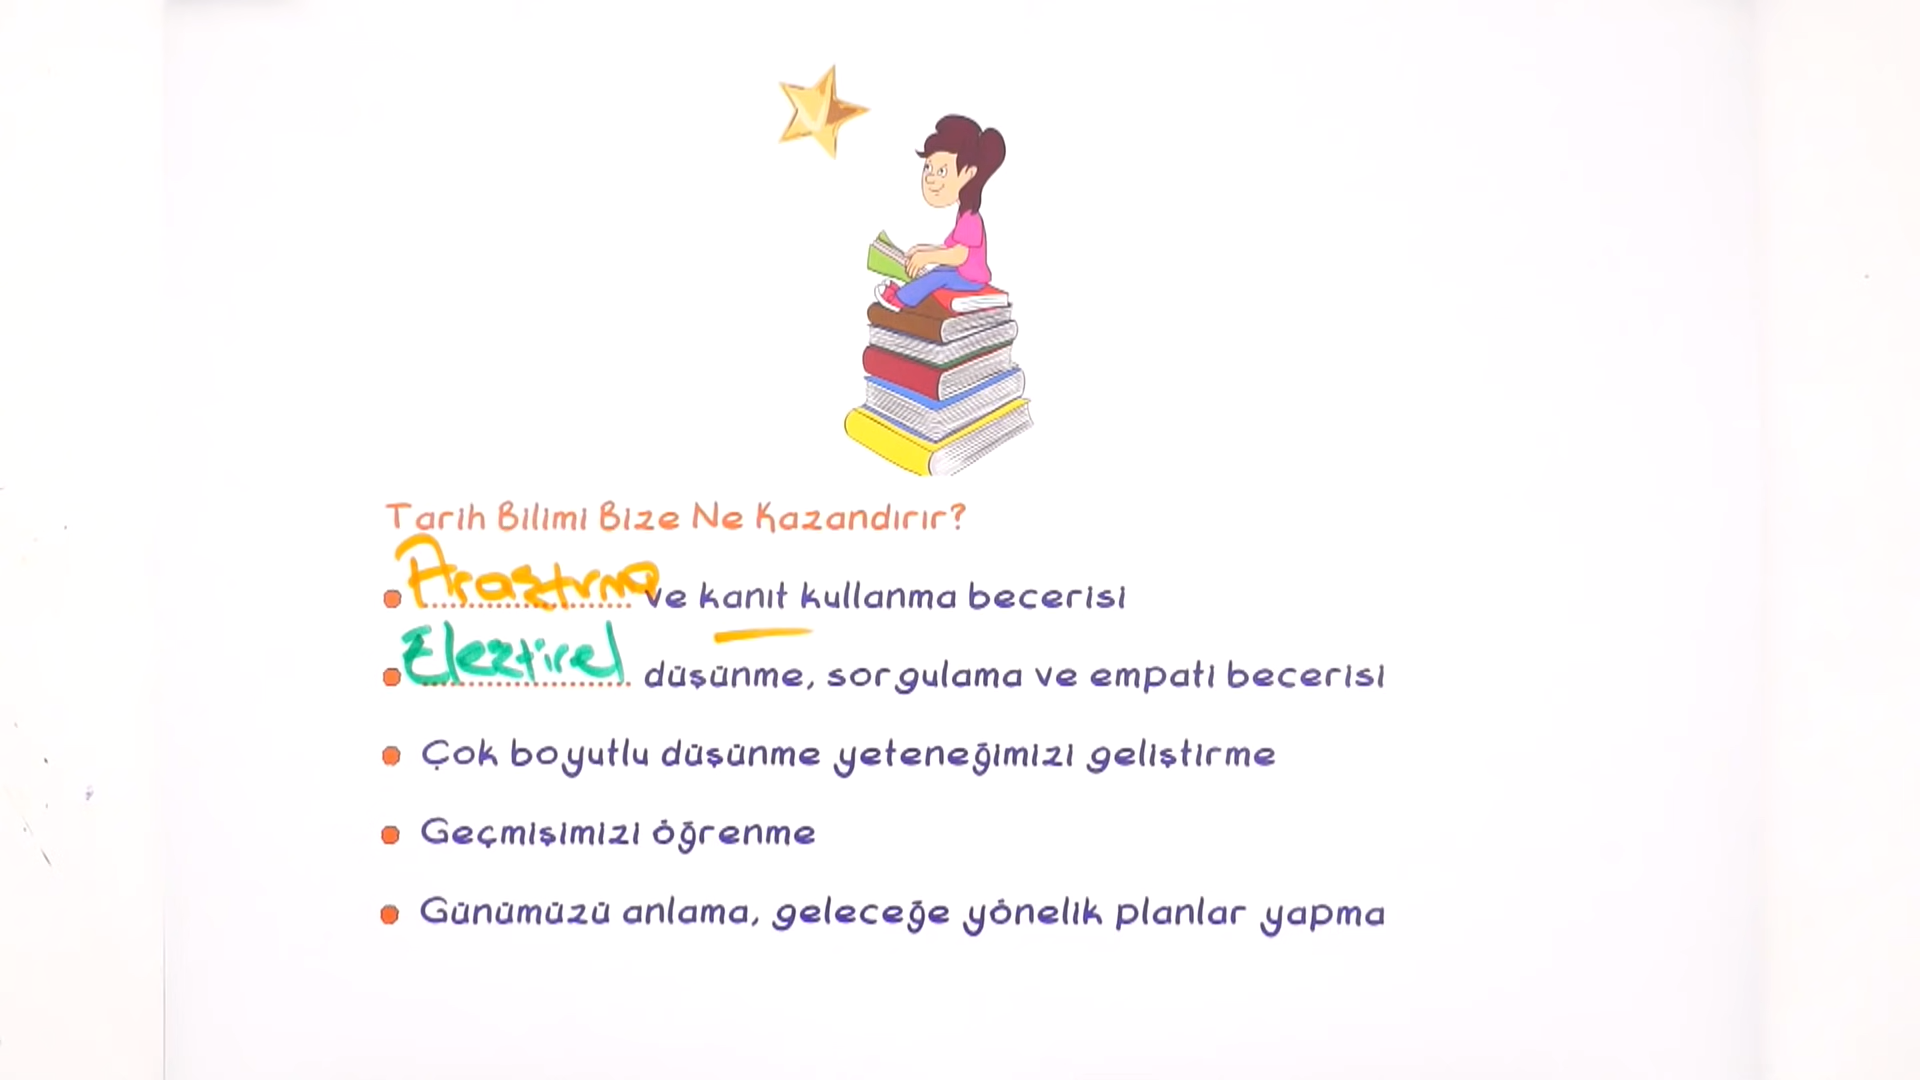 Tarih Bilimi Bize Ne Kazandırır?
Araştırma ve kanıt kullanma becerisi
Eleştirel düşünme, sorgulama ve empati becerisi
Çok boyutlu düşünme yeteneğimizi geliştirme
Geçmişimizi öğrenme
Günümüzü anlama, geleceğe yönelik planlar yapma